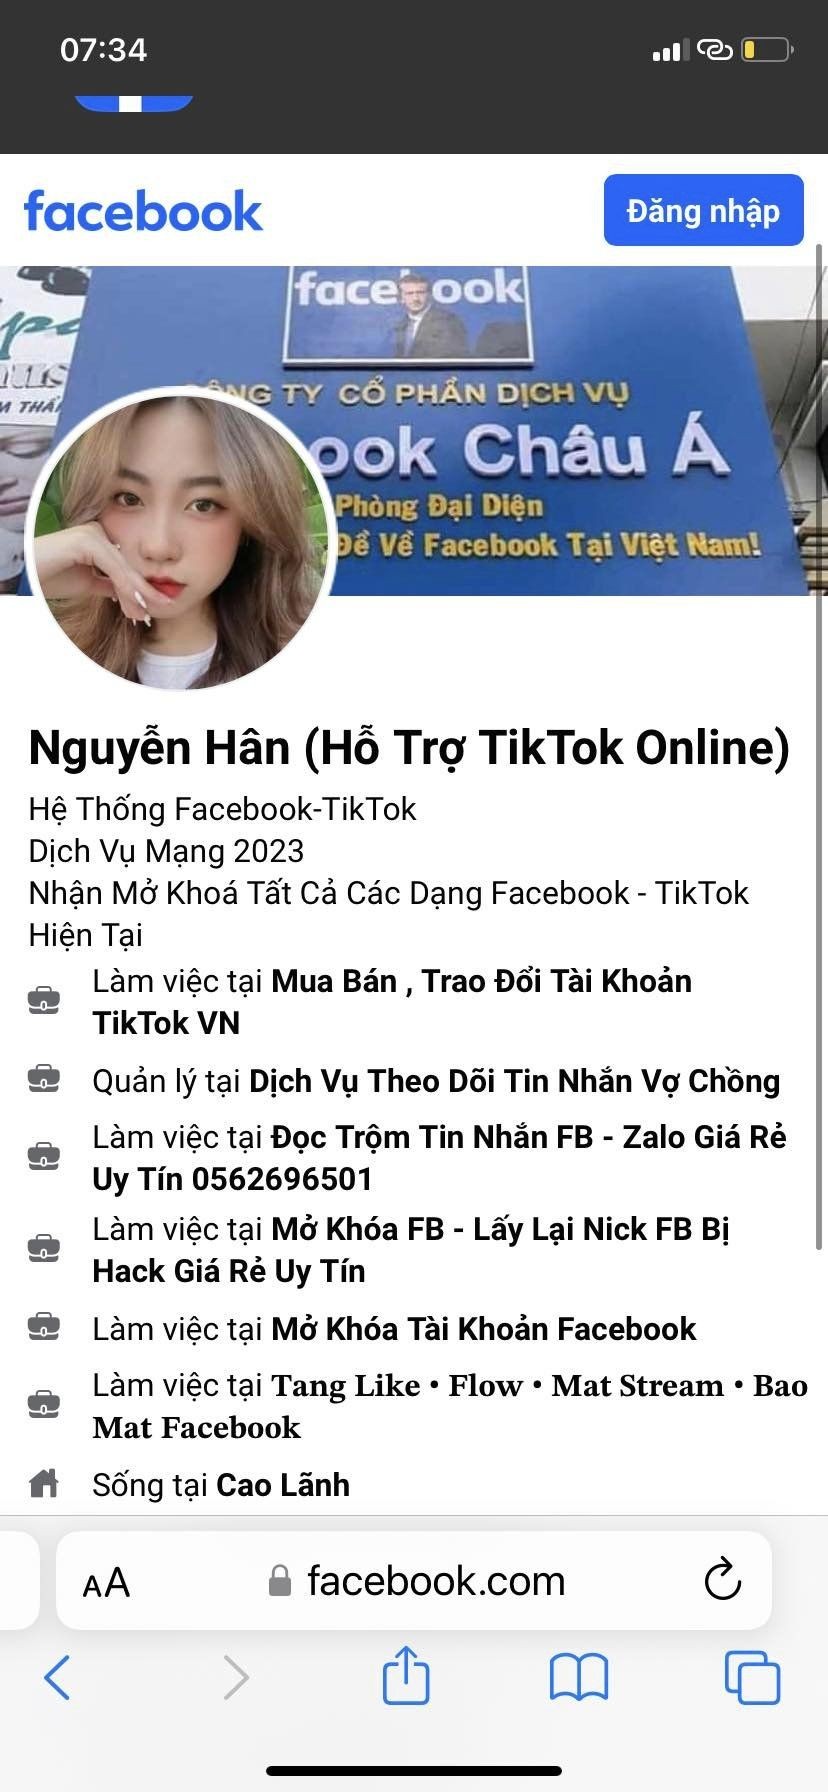 07:34
facebook
Đăng nhập
face ook
CÔNG TY CỔ PHẦN DỊCH VỤ
ook Châu Á
Phòng Đại Diện
Đề Về Facebook Tại Việt Nam!
Nguyễn Hân (Hỗ Trợ TikTok Online)
Hệ Thống Facebook-TikTok
Dịch Vụ Mạng 2023
Nhận Mở Khoá Tất Cả Các Dạng Facebook - TikTok
Hiện Tại
Làm việc tại Mua Bán , Trao Đổi Tài Khoản
TikTok VN
Quản lý tại Dịch Vụ Theo Dõi Tin Nhắn Vợ Chồng
Làm việc tại Đọc Trộm Tin Nhắn FB - Zalo Giá Rẻ
Uy Tín 0562696501
Làm việc tại Mở Khóa FB - Lấy Lại Nick FB Bị
Hack Giá Rẻ Uy Tín
Làm việc tại Mở Khóa Tài Khoản Facebook
Làm việc tại Tang Like • Flow • Mat Stream • Bao
Mat Facebook
Sống tại Cao Lãnh
AA
facebook.com